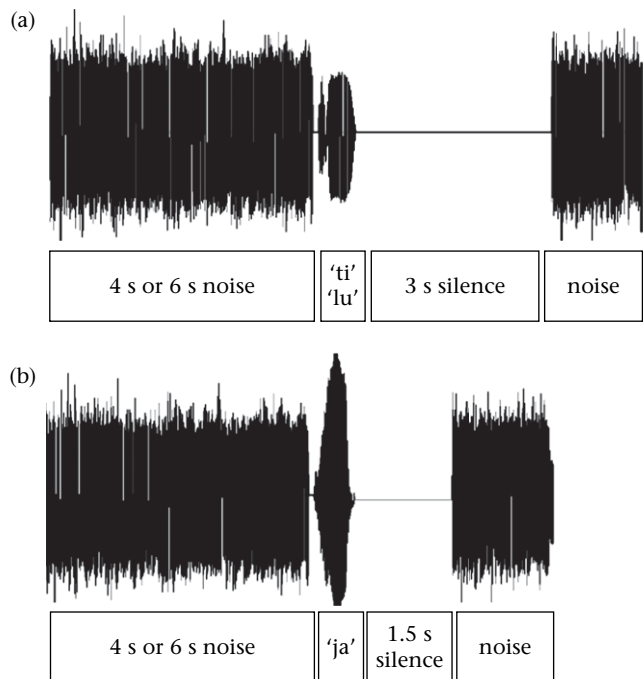 (a)
4 s or 6 s noise
‘ti’
‘lu’
3 s silence
noise
(b)
4 s or 6 s noise
‘ja’
1.5 s
silence
noise